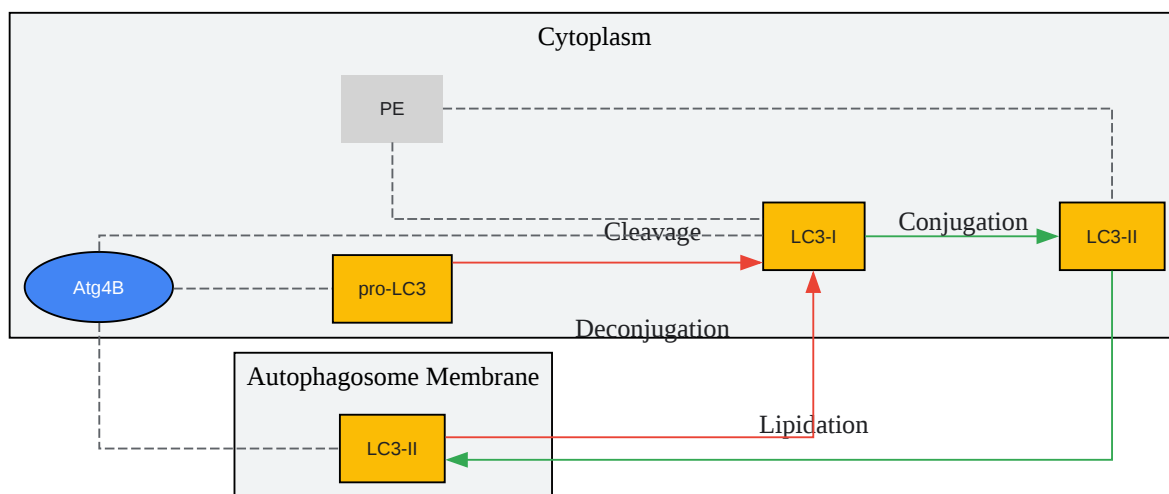 Cytoplasm
PE
Cleavage
LC3-I
Conjugation
LC3-II
Atg4B
pro-LC3
Deconjugation
Autophagosome Membrane
LC3-II
Lipidation